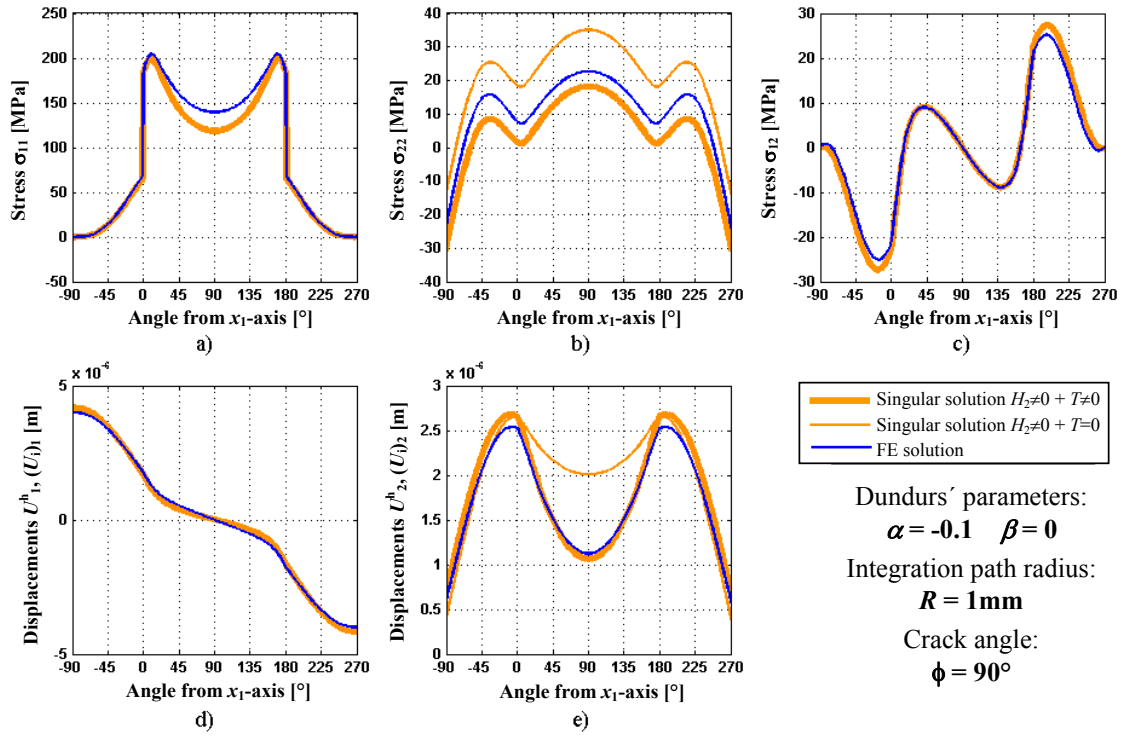 250
200
150
100
50
0
50
Stress σ11 [MPa]
-90 -45 0 45 90 135 180 225 270
Angle from x1-axis [°]
a)
40
30
20
10
0
-10
-20
-30
40
Stress σ22 [MPa]
-90 -45 0 45 90 135 180 225 270
Angle from x1-axis [°]
b)
30
20
10
0
-10
-20
-30
Stress σ12 [MPa]
-90 -45 0 45 90 135 180 225 270
Angle from x1-axis [°]
c)
× 10⁻⁶
5
0
-5
Displacements Uʰ1, (Ui)1 [m]
-90 -45 0 45 90 135 180 225 270
Angle from x1-axis [°]
d)
× 10⁻⁶
3
2.6
2
1.6
1
0.5
0
Displacements Uʰ2, (Ui)2 [m]
-90 -45 0 45 90 135 180 225 270
Angle from x1-axis [°]
e)
Singular solution H2≠0 + T≠0
Singular solution H2≠0 + T=0
FE solution
Dundurs´ parameters:
α = -0.1 β = 0
Integration path radius:
R = 1mm
Crack angle:
ϕ = 90°